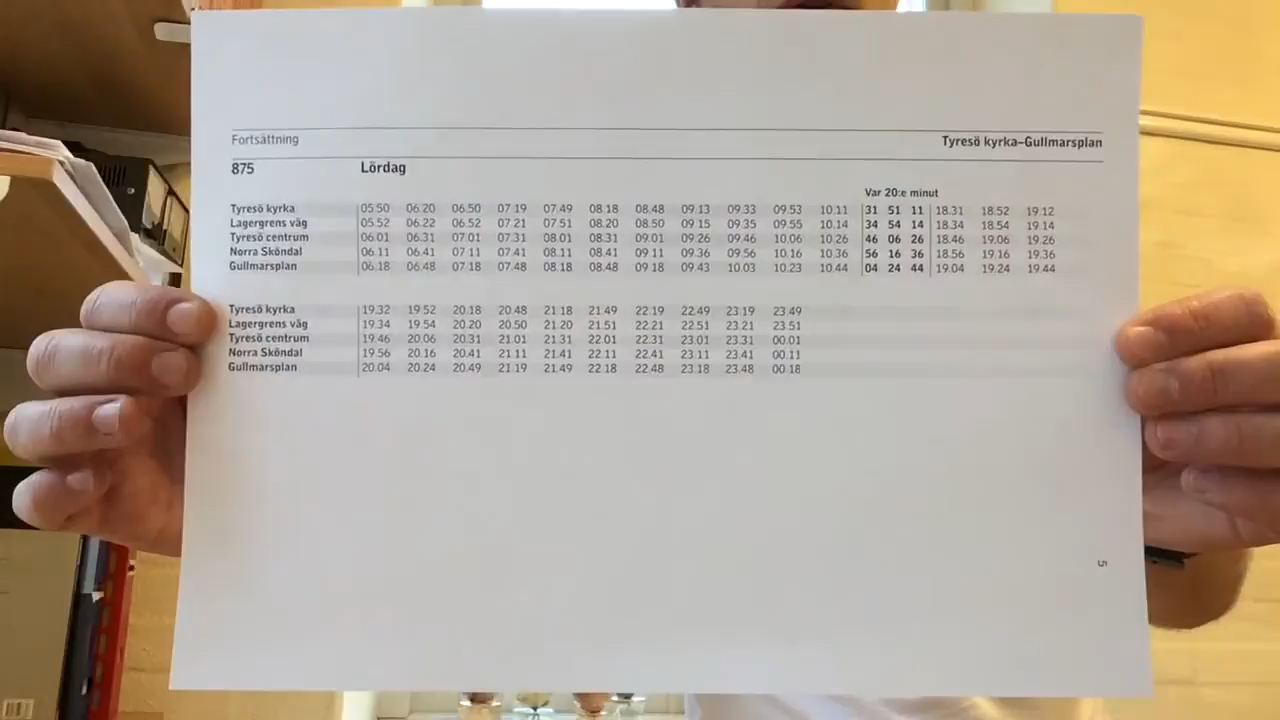 Fortsättning Tyresö kyrka–Gullmarsplan
875 Lördag
Var 20:e minut
Tyresö kyrka 05.50 06.20 06.50 07.19 07.49 08.18 08.48 09.13 09.33 09.53 10.11 31 51 11 18.31 18.52 19.12
Lagergrens väg 05.52 06.22 06.52 07.21 07.51 08.20 08.50 09.15 09.35 09.55 10.14 34 54 14 18.34 18.54 19.14
Tyresö centrum 06.01 06.31 07.01 07.31 08.01 08.31 09.01 09.26 09.46 10.06 10.26 46 06 26 18.46 19.06 19.26
Norra Sköndal 06.11 06.41 07.11 07.41 08.11 08.41 09.11 09.36 09.56 10.16 10.36 56 16 36 18.56 19.16 19.36
Gullmarsplan 06.18 06.48 07.18 07.48 08.18 08.48 09.18 09.43 10.03 10.23 10.44 04 24 44 19.04 19.24 19.44
Tyresö kyrka 19.32 19.52 20.18 20.48 21.18 21.49 22.19 22.49 23.19 23.49
Lagergrens väg 19.34 19.54 20.20 20.50 21.20 21.51 22.21 22.51 23.21 23.51
Tyresö centrum 19.46 20.06 20.31 21.01 21.31 22.01 22.31 23.01 23.31 00.01
Norra Sköndal 19.56 20.16 20.41 21.11 21.41 22.11 22.41 23.11 23.41 00.11
Gullmarsplan 20.04 20.24 20.49 21.19 21.49 22.18 22.48 23.18 23.48 00.18
5